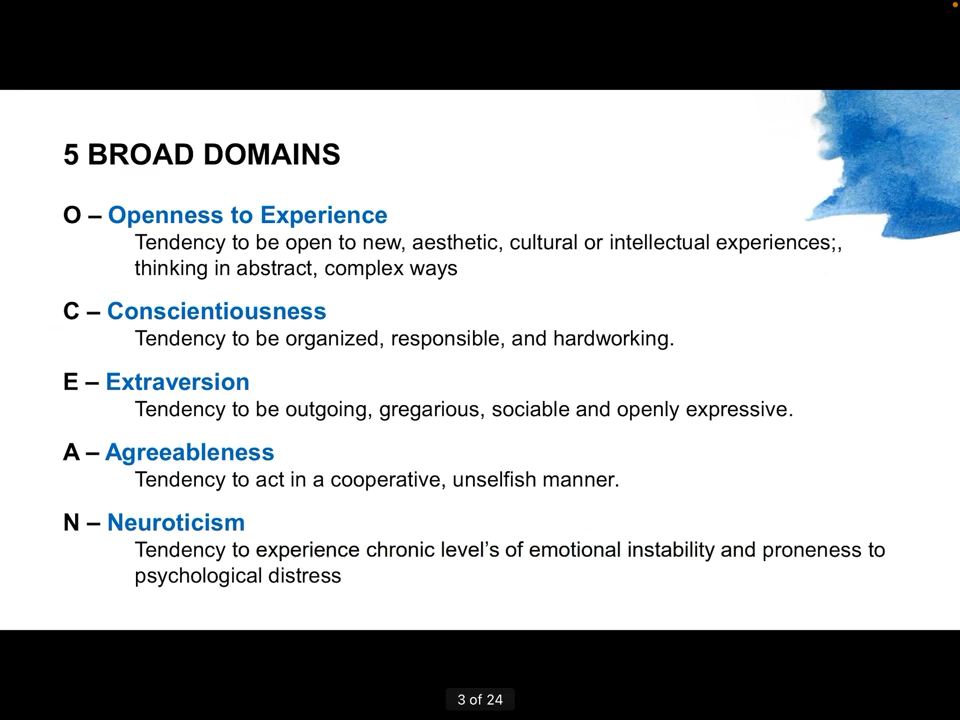 5 BROAD DOMAINS
O – Openness to Experience
Tendency to be open to new, aesthetic, cultural or intellectual experiences;,
thinking in abstract, complex ways
C – Conscientiousness
Tendency to be organized, responsible, and hardworking.
E – Extraversion
Tendency to be outgoing, gregarious, sociable and openly expressive.
A – Agreeableness
Tendency to act in a cooperative, unselfish manner.
N – Neuroticism
Tendency to experience chronic level’s of emotional instability and proneness to
psychological distress
3 of 24